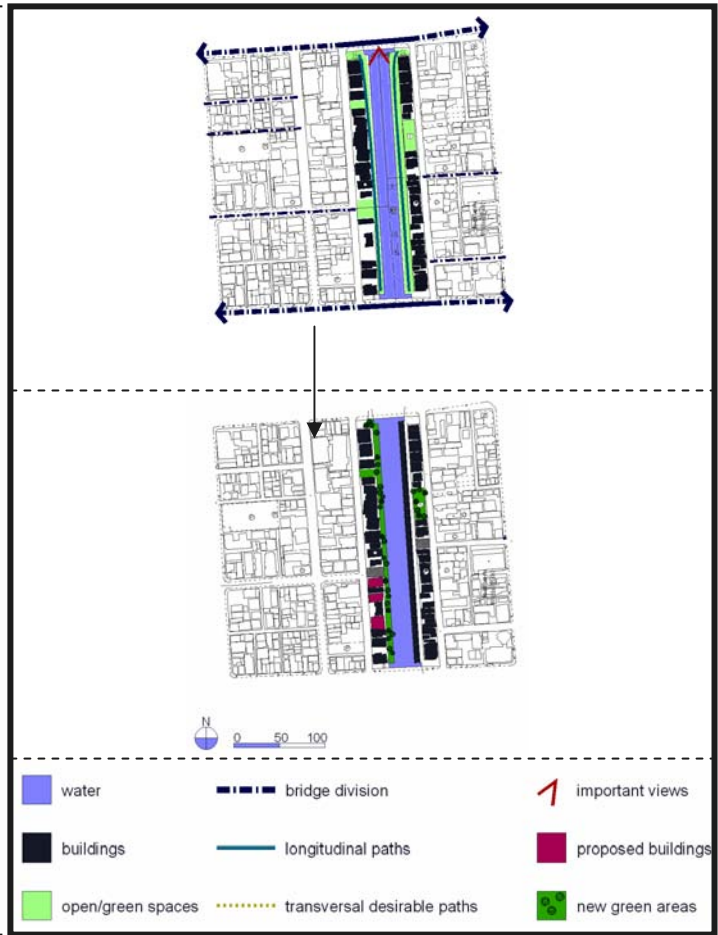 N
0 50 100
water bridge division important views
buildings longitudinal paths proposed buildings
open/green spaces transversal desirable paths new green areas